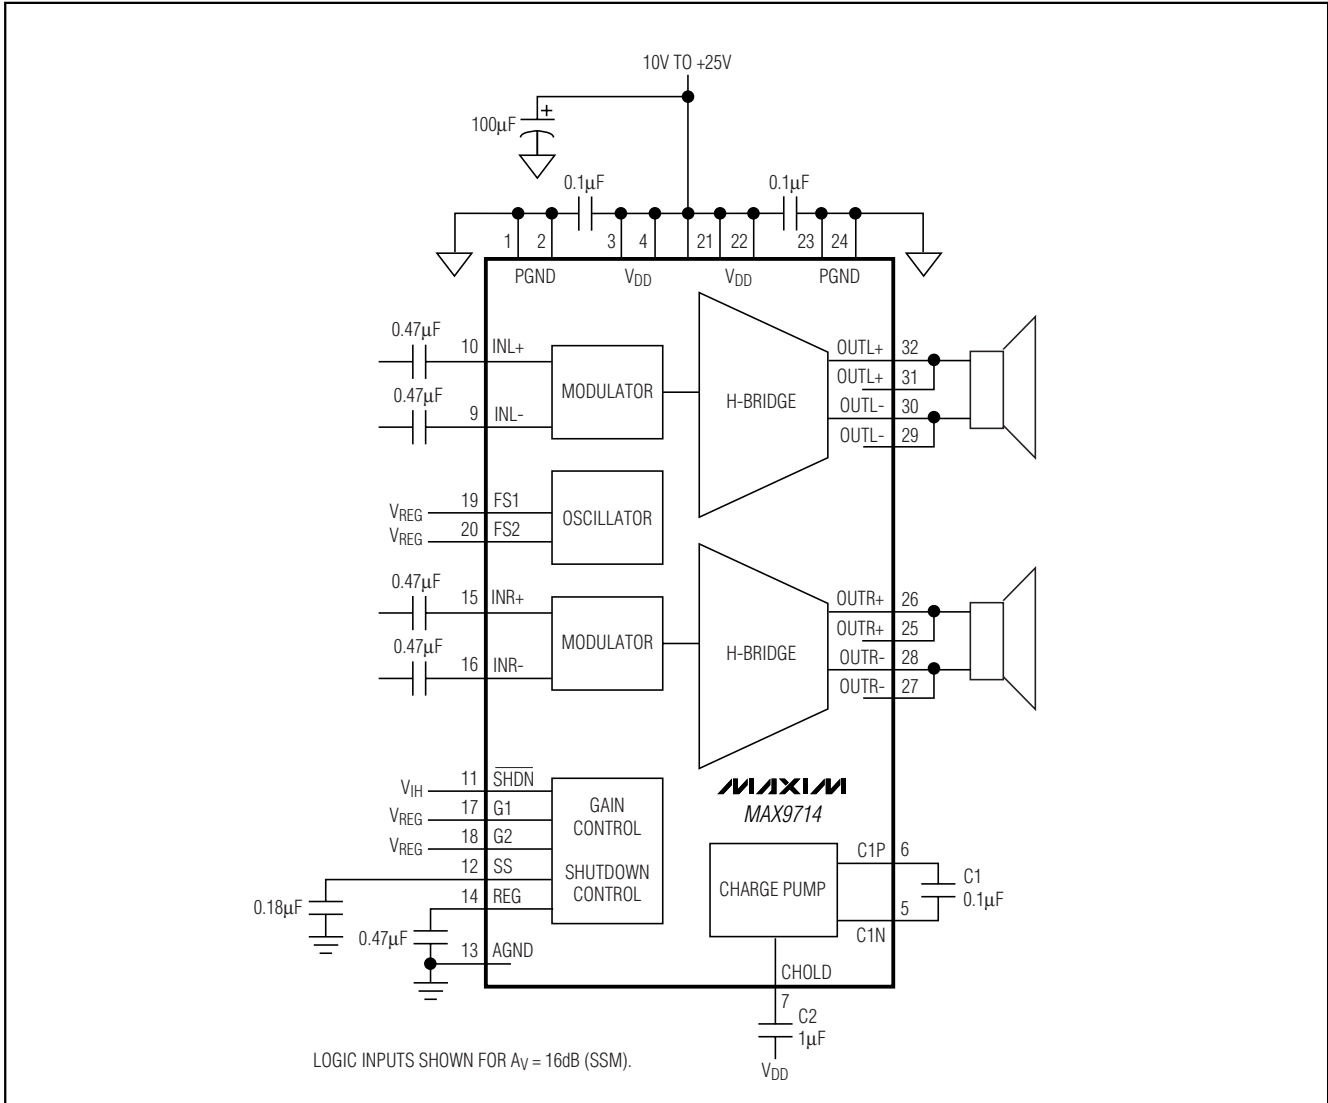 10V TO +25V
+
100µF
0.1µF
0.1µF
1 2 3 4 21 22 23 24
PGND VDD VDD PGND
0.47µF
10 INL+
0.47µF
9 INL-
MODULATOR
H-BRIDGE
OUTL+ 32
OUTL+ 31
OUTL- 30
OUTL- 29
VREG 19 FS1
VREG 20 FS2
OSCILLATOR
0.47µF
15 INR+
0.47µF
16 INR-
MODULATOR
H-BRIDGE
OUTR+ 26
OUTR+ 25
OUTR- 28
OUTR- 27
VIH 11 SHDN
VREG 17 G1
VREG 18 G2
12 SS
14 REG
0.18µF
0.47µF
13 AGND
GAIN
CONTROL
SHUTDOWN
CONTROL
MAXIM
MAX9714
CHARGE PUMP
C1P 6
C1
0.1µF
5
C1N
CHOLD
7
C2
1µF
VDD
LOGIC INPUTS SHOWN FOR AV = 16dB (SSM).